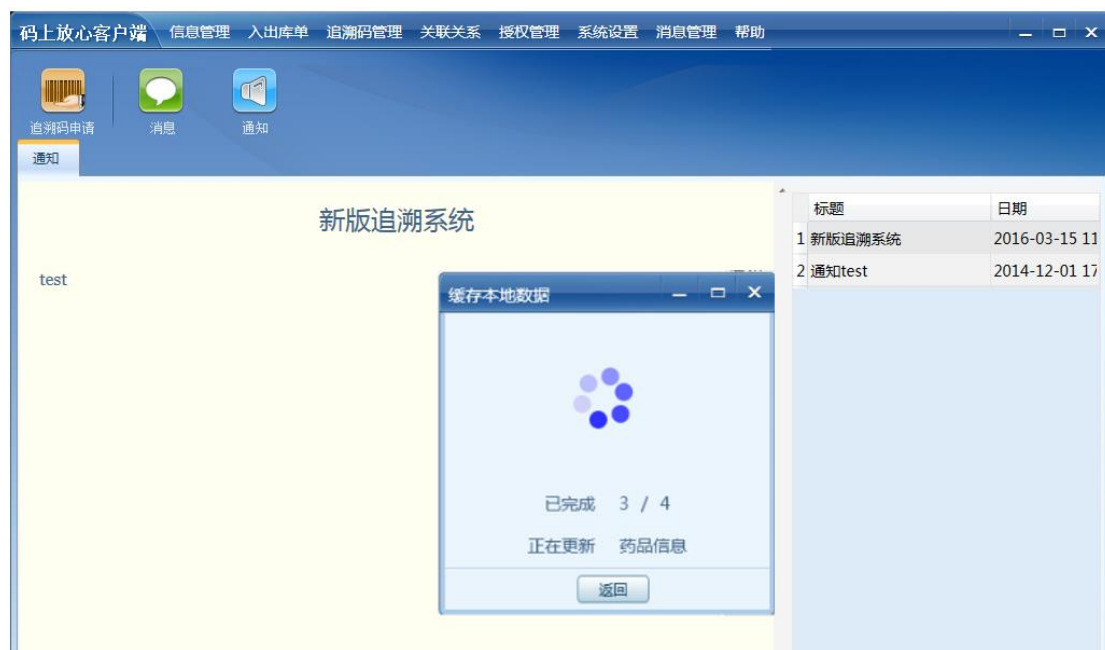 码上放心客户端 信息管理 入出库单 追溯码管理 关联关系 授权管理 系统设置 消息管理 帮助
追溯码申请 消息 通知
通知
新版追溯系统
test
标题 日期
1 新版追溯系统 2016-03-15 11
2 通知test 2014-12-01 17
缓存本地数据
已完成 3 / 4
正在更新 药品信息
返回